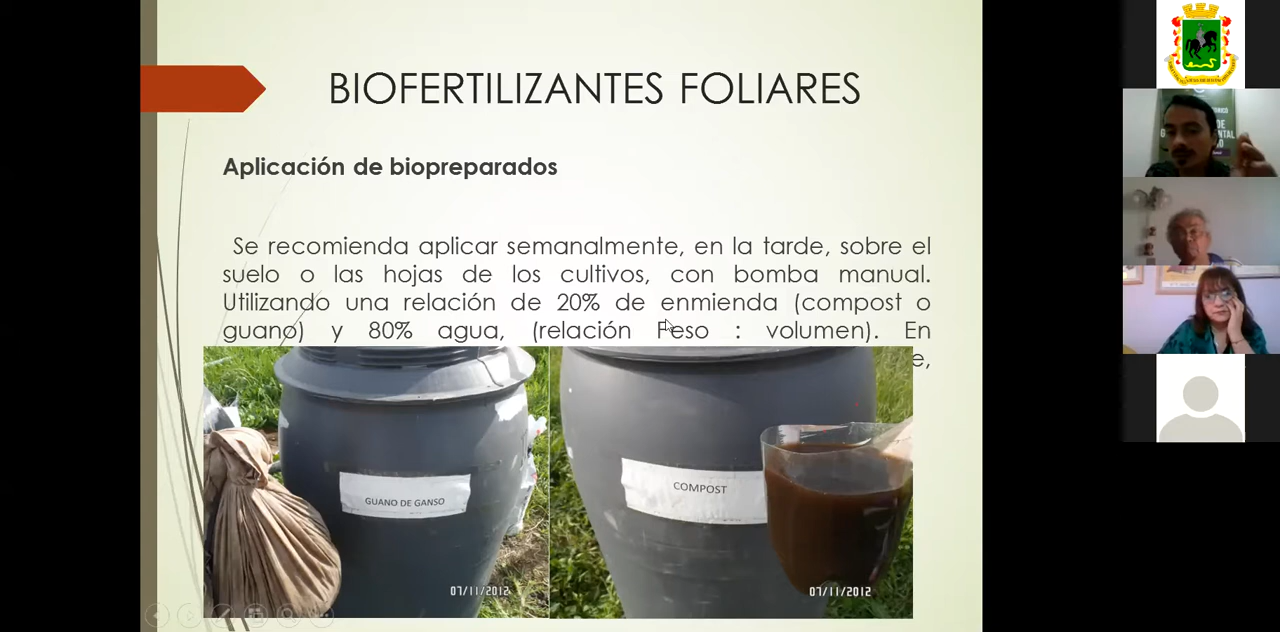 BIOFERTILIZANTES FOLIARES
Aplicación de biopreparados
Se recomienda aplicar semanalmente, en la tarde, sobre el
suelo o las hojas de los cultivos, con bomba manual.
Utilizando una relación de 20% de enmienda (compost o
guano) y 80% agua, (relación Peso : volumen). En
e,
GUANO DE GANSO
COMPOST
07/11/2012
07/11/2012